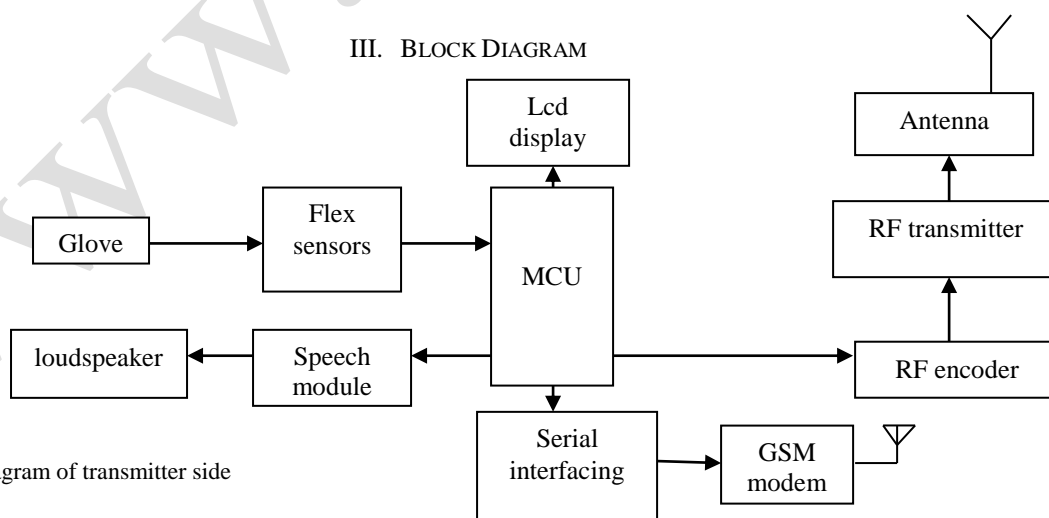 III. BLOCK DIAGRAM
Lcd
display
Antenna
Glove
Flex
sensors
MCU
RF transmitter
loudspeaker
Speech
module
RF encoder
Serial
interfacing
GSM
modem
of transmitter side